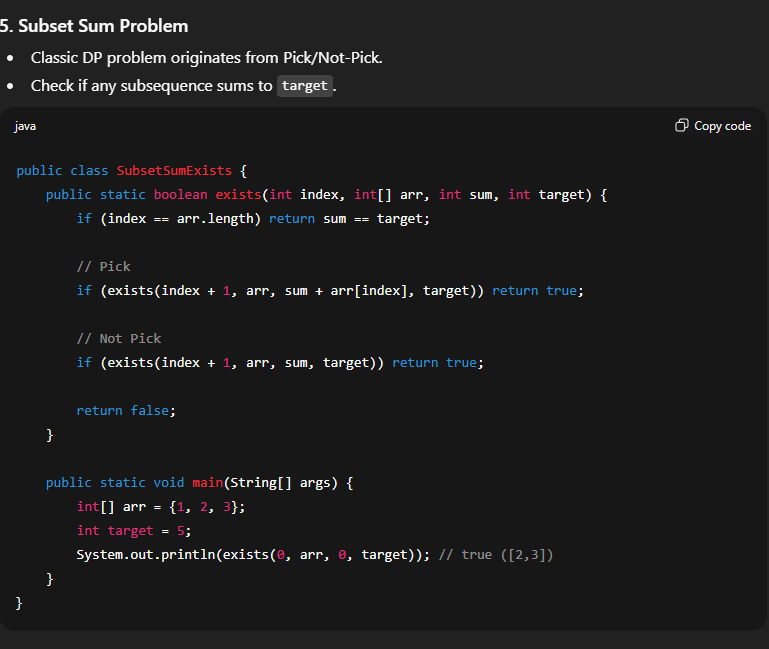 5. Subset Sum Problem
• Classic DP problem originates from Pick/Not-Pick.
• Check if any subsequence sums to target.
java
Copy code
public class SubsetSumExists {
    public static boolean exists(int index, int[] arr, int sum, int target) {
        if (index == arr.length) return sum == target;

        // Pick
        if (exists(index + 1, arr, sum + arr[index], target)) return true;

        // Not Pick
        if (exists(index + 1, arr, sum, target)) return true;

        return false;
    }

    public static void main(String[] args) {
        int[] arr = {1, 2, 3};
        int target = 5;
        System.out.println(exists(0, arr, 0, target)); // true ([2,3])
    }
}